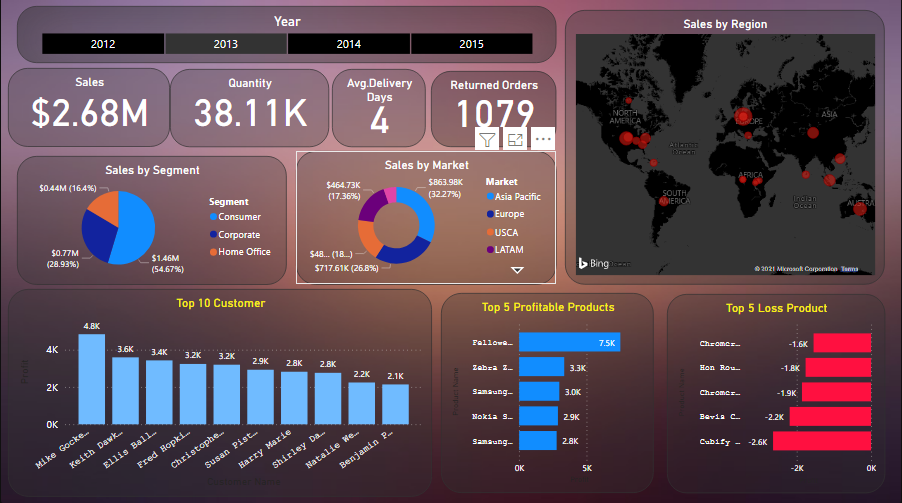 Year
2012
2013
2014
2015
Sales
$2.68M
Quantity
38.11K
Avg.Delivery
Days
4
Returned Orders
1079
Sales by Region
NORTH
AMERICA
Atlantic
Ocean
ASIA
AFRICA
SOUTH
AMERICA
Indian
Ocean
AUSTRA
Bing
© 2021 Microsoft Corporation Terms
Sales by Segment
$0.44M (16.4%)
$0.77M
(28.93%)
$1.46M
(54.67%)
Segment
Consumer
Corporate
Home Office
Sales by Market
$464.73K
(17.36%)
$863.98K
(32.27%)
$48... (18...)
$717.61K (26.8%)
Market
Asia Pacific
Europe
USCA
LATAM
Top 10 Customer
Profit
4K
2K
0K
4.8K
3.6K
3.4K
3.2K
3.2K
2.9K
2.8K
2.8K
2.2K
2.1K
Mike Gocke...
Keith Dawk...
Ellis Ball...
Fred Hopki...
Christophe...
Susan Pist...
Harry Marie
Shirley Da...
Natalie We...
Benjamin P...
Top 5 Profitable Products
Product Name
Fellowe...
7.5K
Zebra Z...
3.3K
Samsung...
3.0K
Nokia S...
2.9K
Samsung...
2.8K
0K
5K
Top 5 Loss Product
Chromcr...
-1.6K
Hon Rou...
-1.8K
Chromcr...
-1.9K
Bevis C...
-2.2K
Cubify ...
-2.6K
-2K
0K